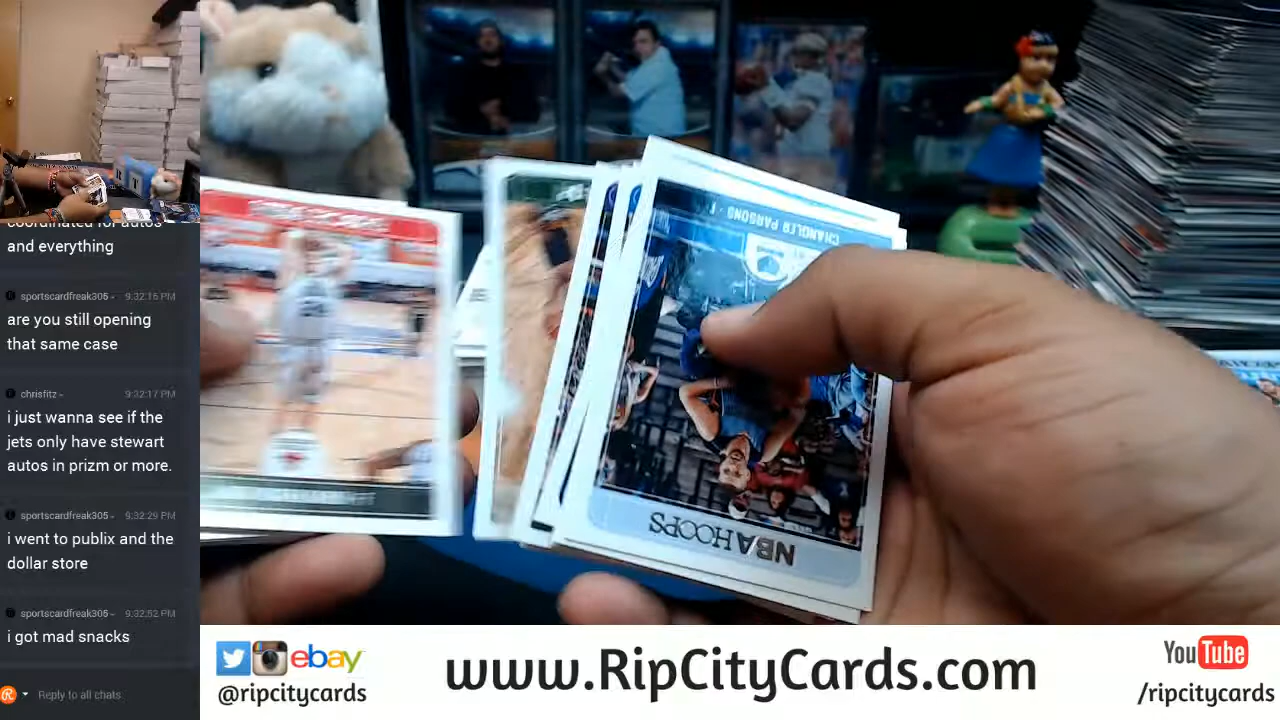 coordinated for autos
and everything
sportscardfreak305 9:32:16 PM
are you still opening
that same case
chrisfitz 9:32:17 PM
i just wanna see if the
jets only have stewart
autos in prizm or more.
sportscardfreak305 9:32:29 PM
i went to publix and the
dollar store
sportscardfreak305 9:32:52 PM
i got mad snacks
Reply to all chats
CHANDLER PARSONS
NBA HOOPS
ebay
@ripcitycards
www.RipCityCards.com
YouTube
/ripcitycards